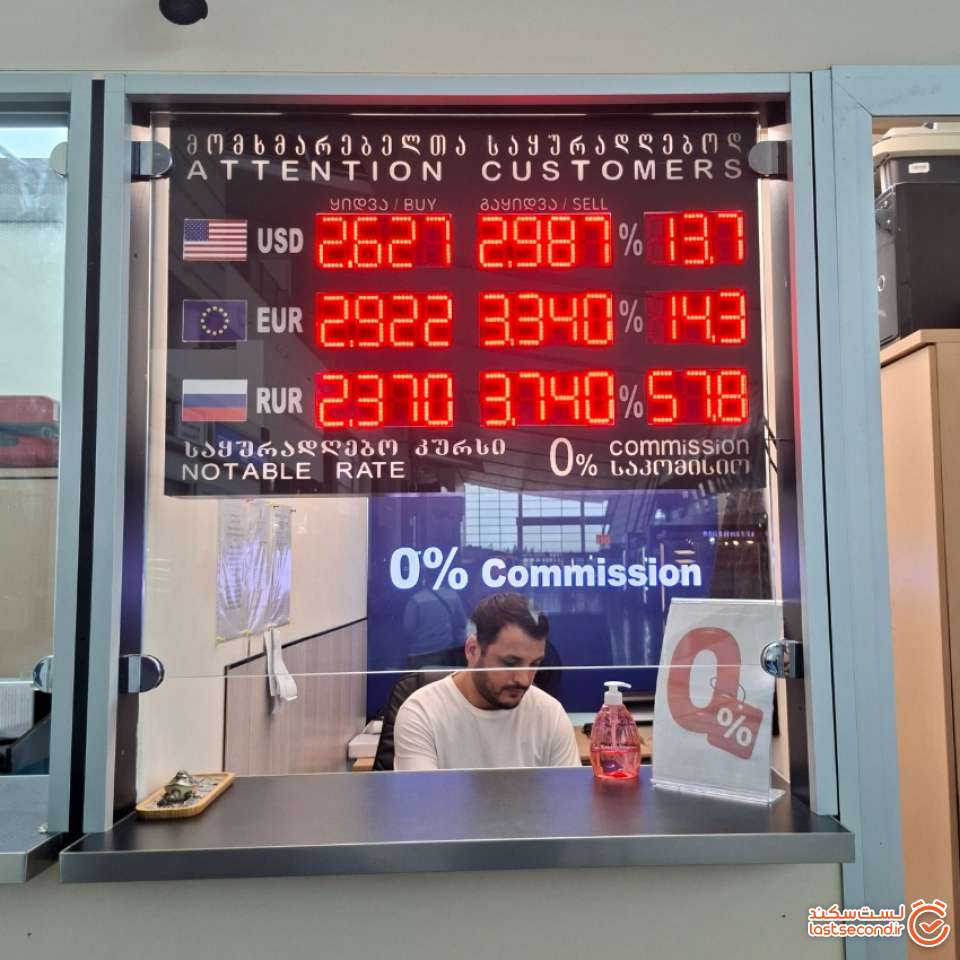 ᲛᲝᲛᲮᲛᲐᲠᲔᲑᲔᲚᲗᲐ ᲡᲐᲧᲣᲠᲐᲓᲦᲔᲑᲝᲓ
ATTENTION CUSTOMERS
ᲧᲘᲓᲕᲐ / BUY ᲒᲐᲧᲘᲓᲕᲐ / SELL
USD 2.627 2.987 % 13.7
EUR 2.922 3.340 % 14.3
RUR 2.370 3.740 % 57.8
ᲡᲐᲧᲣᲠᲐᲓᲦᲔᲑᲝ ᲙᲣᲠᲡᲘ
NOTABLE RATE
0% commission
ᲡᲐᲙᲝᲛᲘᲡᲘᲝ
0% Commission
0%
لست‌سکند
lastsecond.ir